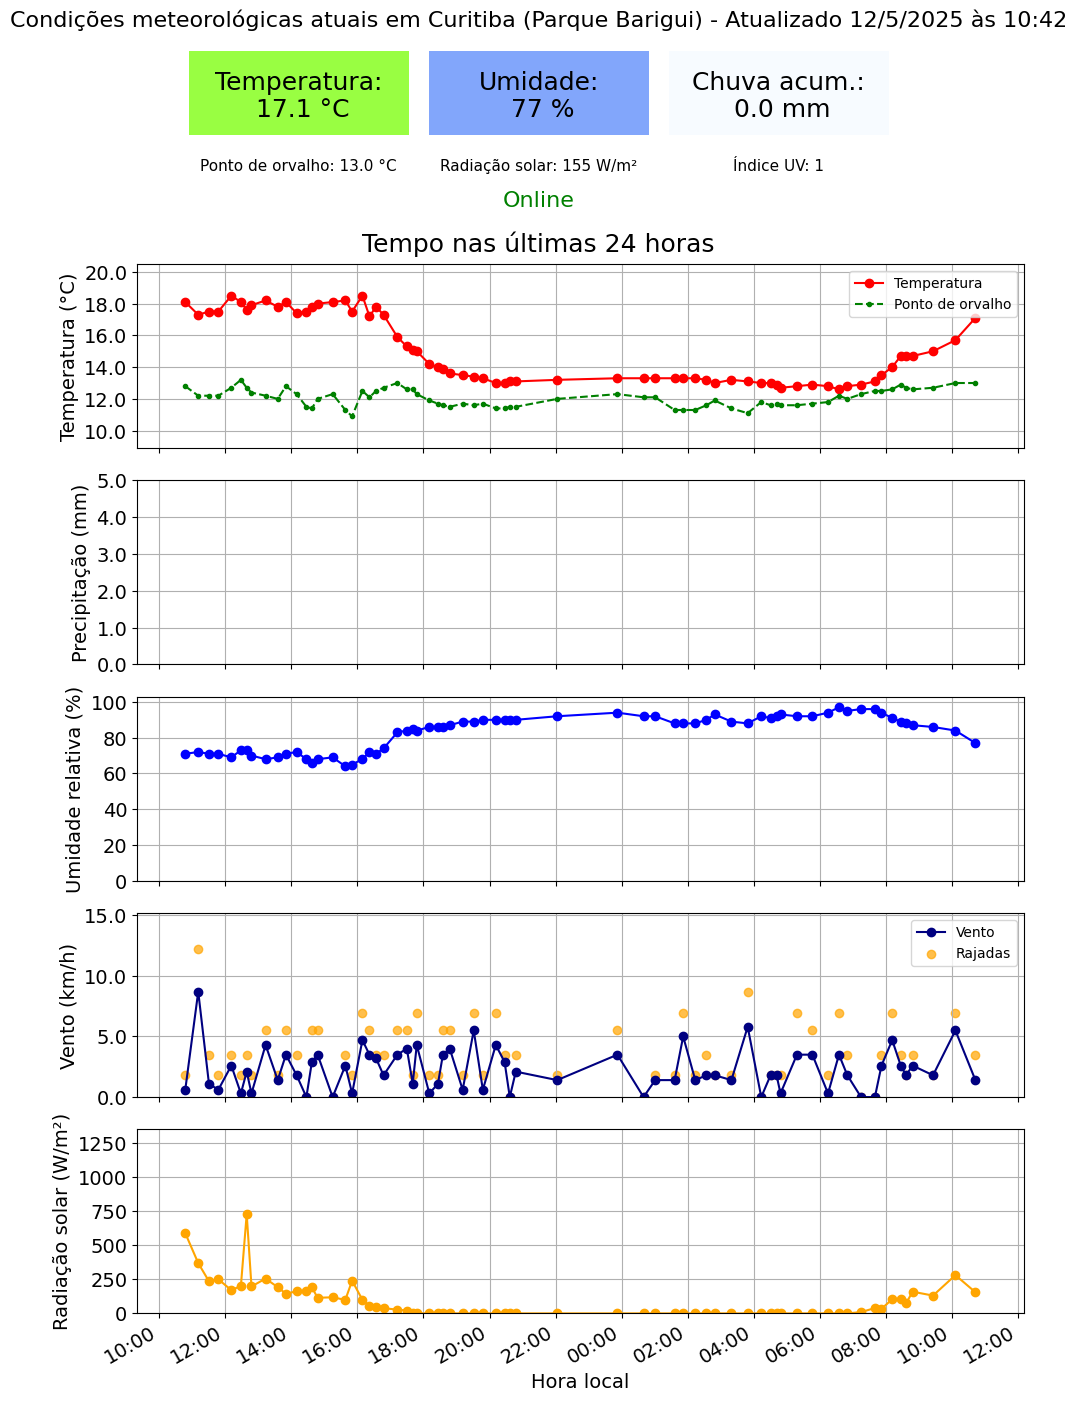 Condições meteorológicas atuais em Curitiba (Parque Barigui) - Atualizado 12/5/2025 às 10:42
Temperatura:
17.1 °C
Umidade:
77 %
Chuva acum.:
0.0 mm
Ponto de orvalho: 13.0 °C
Radiação solar: 155 W/m²
Índice UV: 1
Online
Tempo nas últimas 24 horas
Temperatura (°C)
20.0
18.0
16.0
14.0
12.0
10.0
Temperatura
Ponto de orvalho
Precipitação (mm)
5.0
4.0
3.0
2.0
1.0
0.0
Umidade relativa (%)
100
80
60
40
20
0
Vento (km/h)
15.0
10.0
5.0
0.0
Vento
Rajadas
Radiação solar (W/m²)
1250
1000
750
500
250
0
10:00
12:00
14:00
16:00
18:00
20:00
22:00
00:00
02:00
04:00
06:00
08:00
10:00
12:00
Hora local